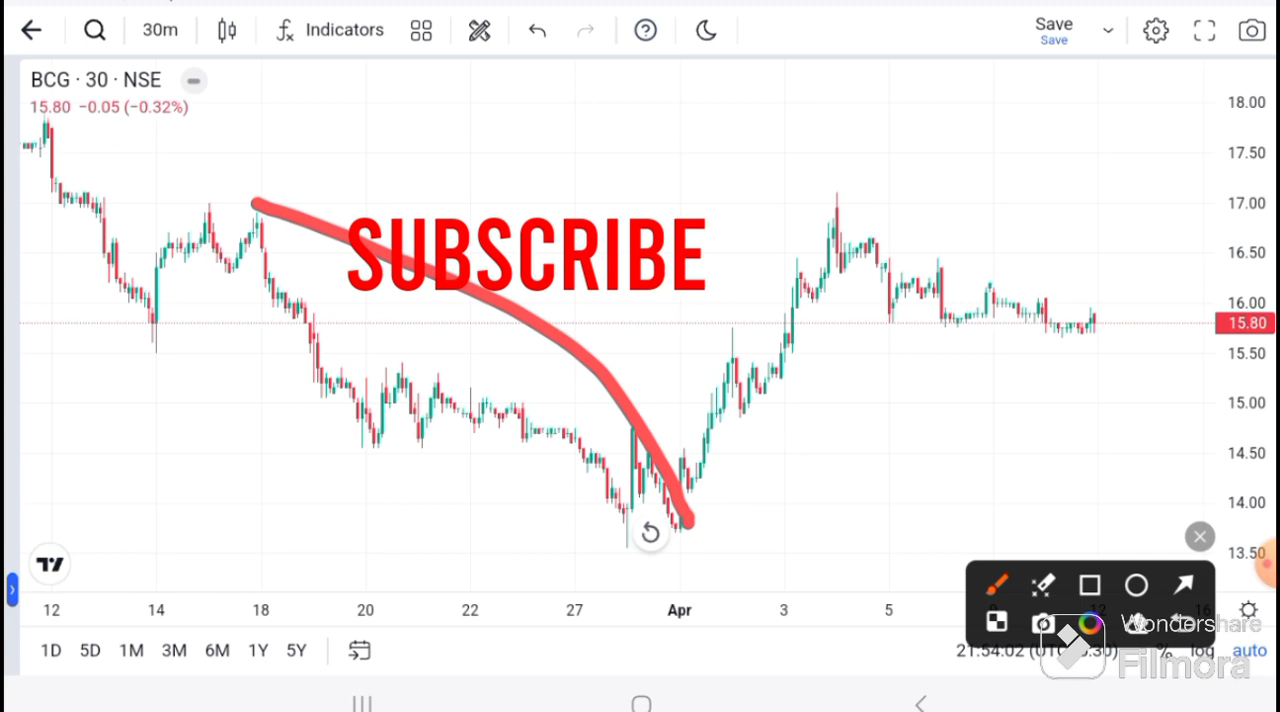 30m
Indicators
Save
Save
BCG · 30 · NSE
15.80 −0.05 (−0.32%)
18.00
17.50
17.00
SUBSCRIBE
16.50
16.00
15.80
15.50
15.00
14.50
14.00
13.50
12 14 18 20 22 27 Apr 3 5 12 16
Wondershare
Filmora
1D 5D 1M 3M 6M 1Y 5Y
21:54:02 % log auto